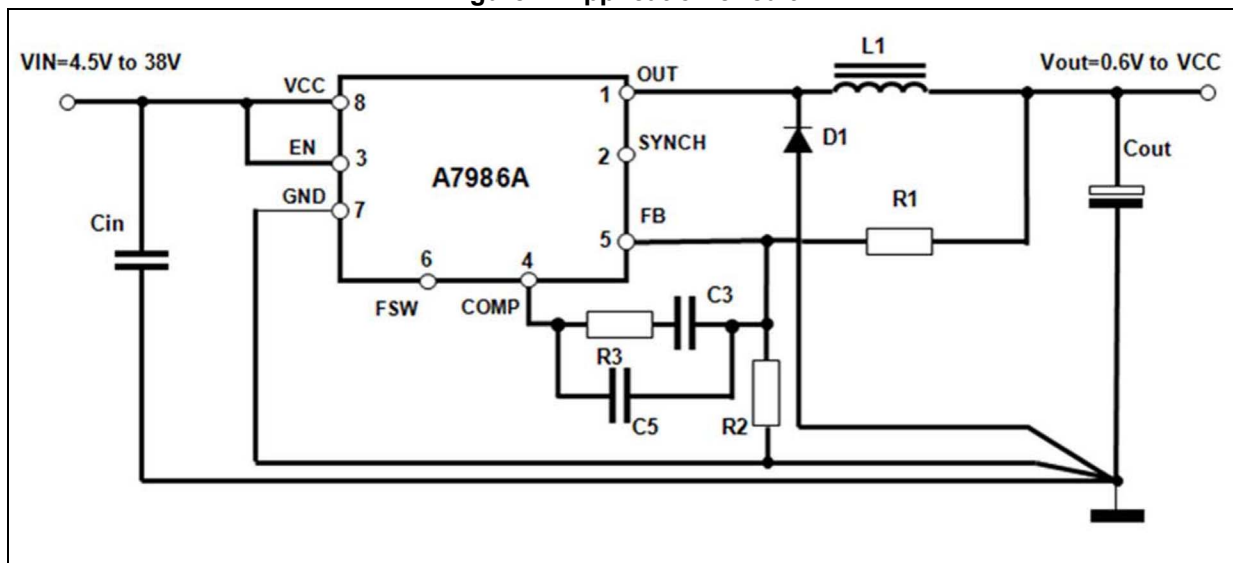 VIN=4.5V to 38V
L1
Vout=0.6V to VCC
VCC
8
OUT
1
EN
3
SYNCH
2
D1
A7986A
Cout
GND
7
FB
5
R1
Cin
6
4
FSW
COMP
C3
R3
C5
R2